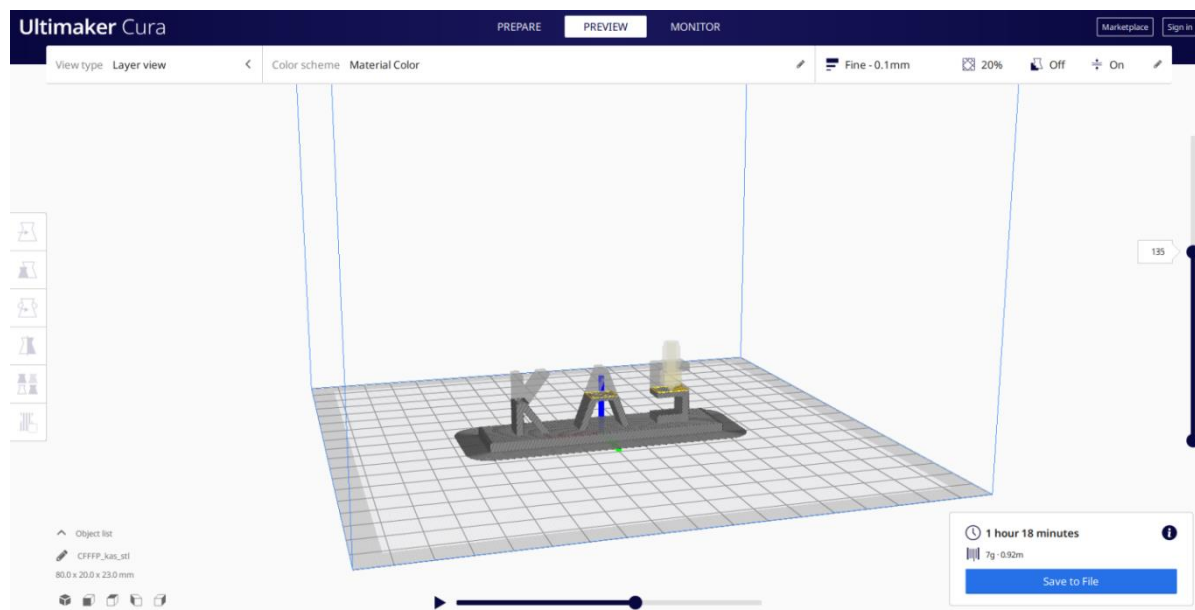 Ultimaker Cura
PREPARE PREVIEW MONITOR
Marketplace Sign in
View type Layer view
Color scheme Material Color
Fine - 0.1mm 20% Off On
135
KAS
Object list
CFFFP_kas_stl
80.0 x 20.0 x 23.0 mm
1 hour 18 minutes
7g · 0.92m
Save to File